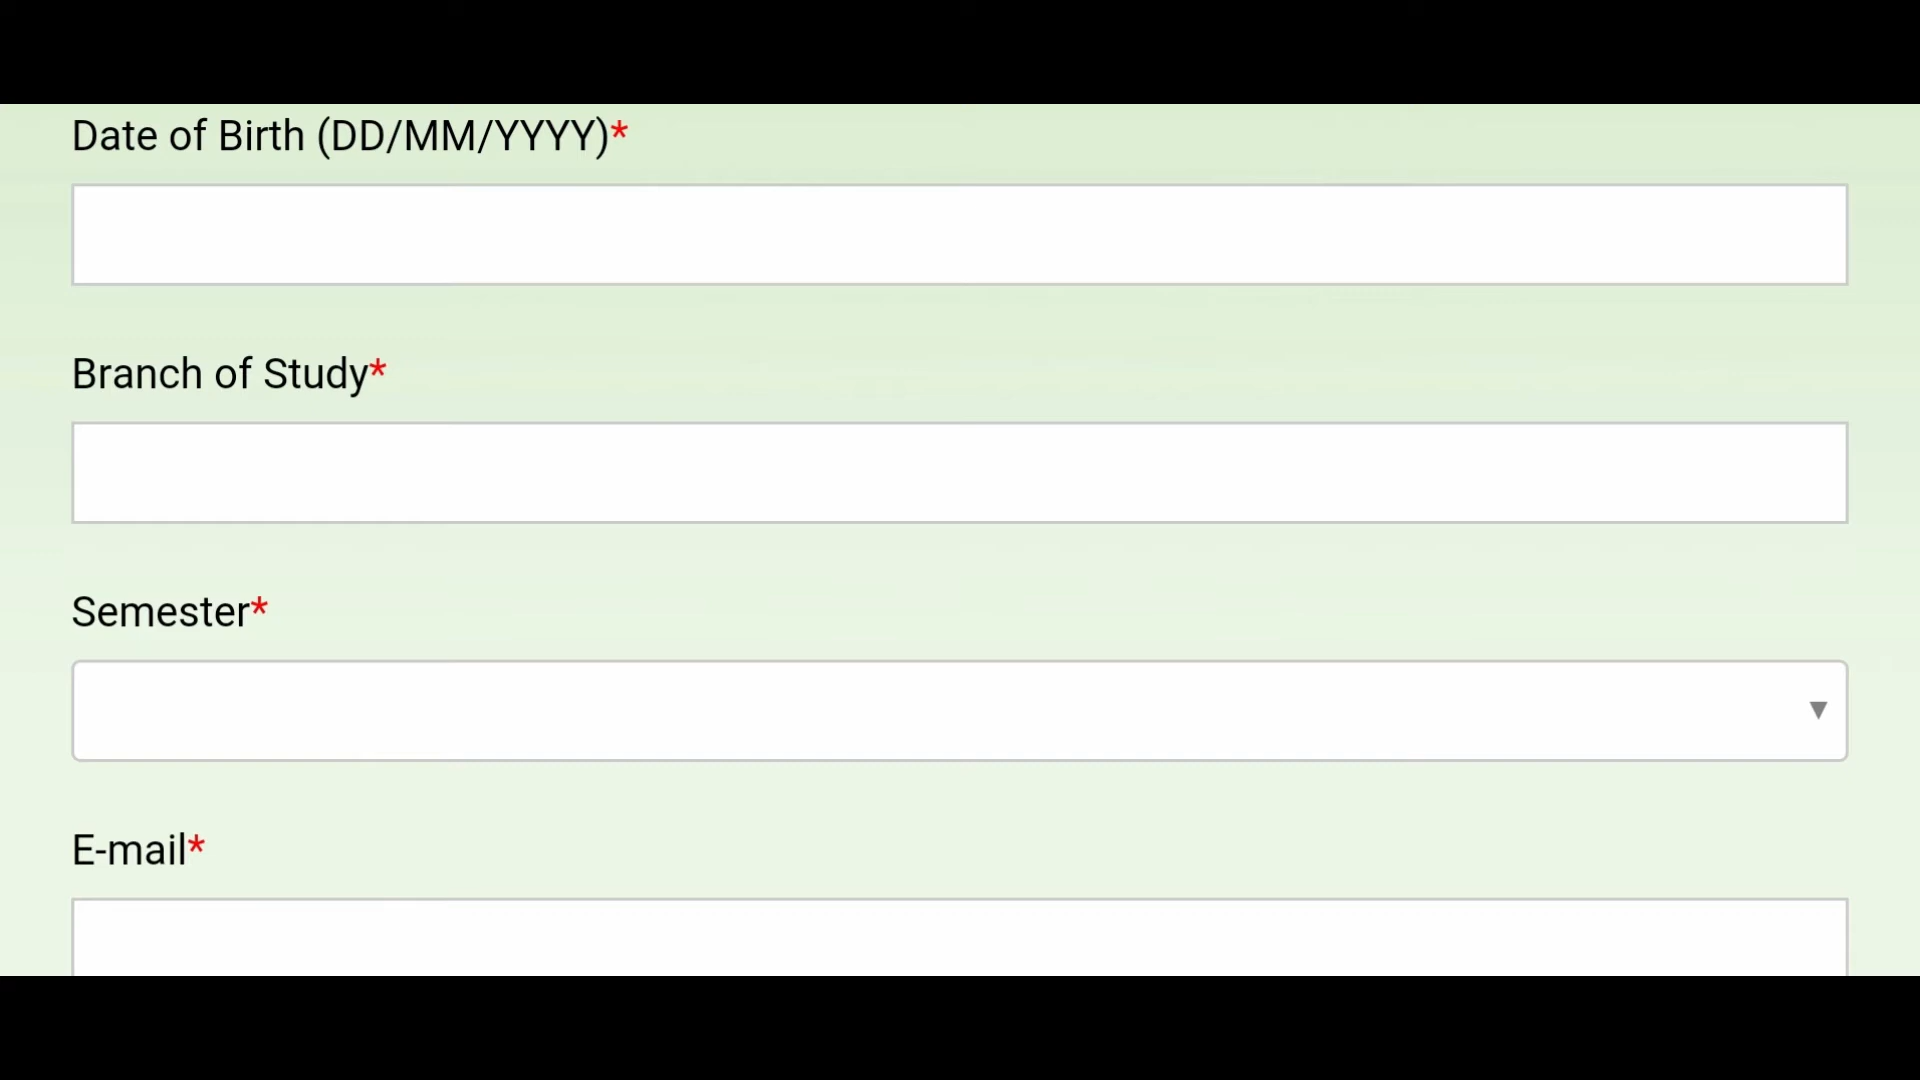 Date of Birth (DD/MM/YYYY)*
Branch of Study*
Semester*
E-mail*